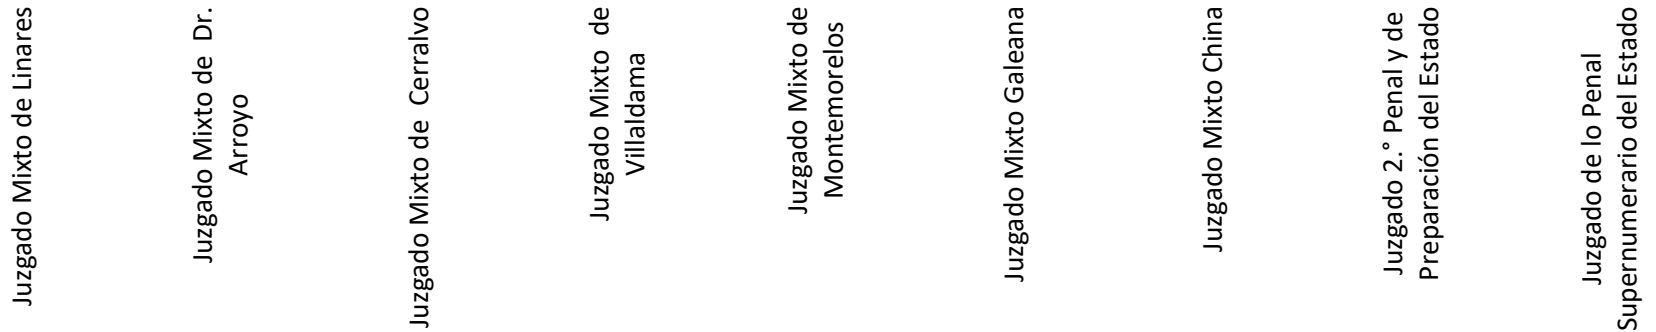 Juzgado Mixto de Linares
Juzgado Mixto de Dr.
Arroyo
Juzgado Mixto de Cerralvo
Juzgado Mixto de
Villaldama
Juzgado Mixto de
Montemorelos
Juzgado Mixto Galeana
Juzgado Mixto China
Juzgado 2.° Penal y de
Preparación del Estado
Juzgado de lo Penal
Supernumerario del Estado